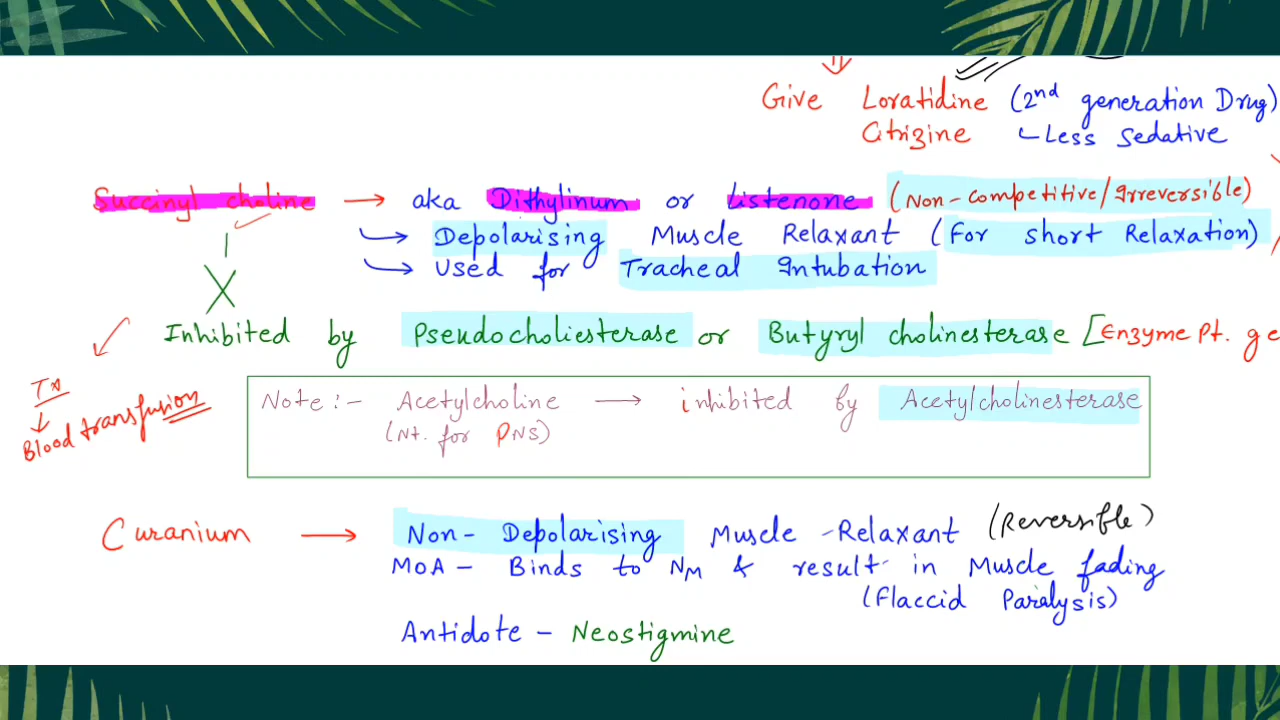 Give Loratidine (2nd generation Drug)
Citrizine ↳Less sedative
Succinyl choline → aka Dithylinum or Listenone (Non-competitive/Irreversible)
↳ Depolarising Muscle Relaxant (For short Relaxation)
↳ Used for Tracheal Intubation
Inhibited by Pseudocholiesterase or Butyryl cholinesterase [Enzyme Pt. ge
Tx
↓
Blood transfusion
Note:- Acetylcholine → inhibited by Acetylcholinesterase
(Nt. for PNS)
Curanium → Non-Depolarising Muscle-Relaxant (Reversible)
MOA - Binds to NM & result in Muscle fading
(Flaccid Paralysis)
Antidote - Neostigmine